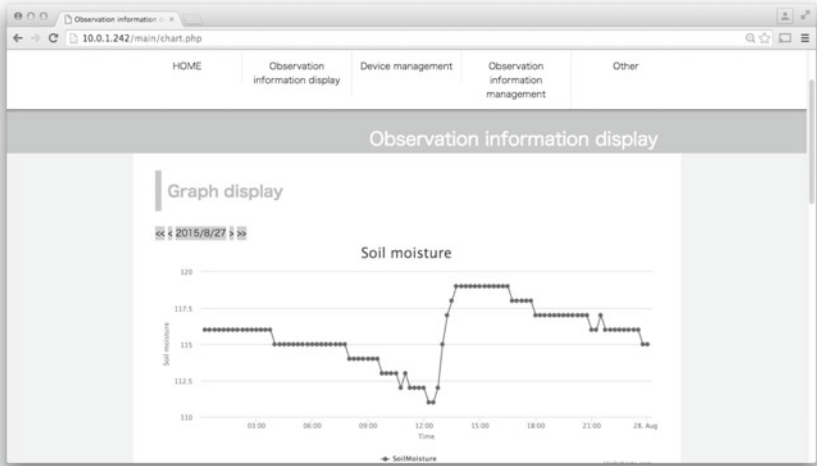 Observation information d
10.0.1.242/main/chart.php
HOME
Observation
information display
Device management
Observation
information
management
Other
Observation information display
Graph display
<< < 2015/8/27 > >>
Soil moisture
120
117.5
115
112.5
110
Soil moisture
03:00
06:00
09:00
12:00
15:00
18:00
21:00
28. Aug
Time
SoilMoisture